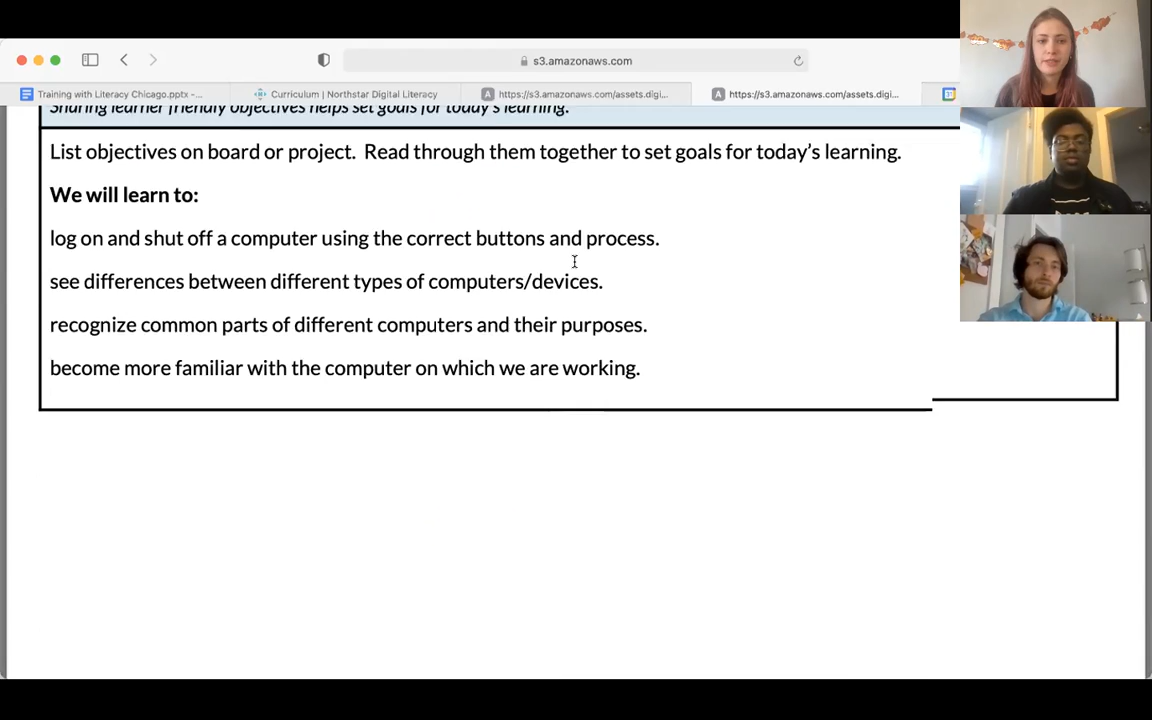 s3.amazonaws.com
Training with Literacy Chicago.pptx -...
Curriculum | Northstar Digital Literacy
https://s3.amazonaws.com/assets.digi...
https://s3.amazonaws.com/assets.digi...
Sharing learner friendly objectives helps set goals for today's learning.
List objectives on board or project. Read through them together to set goals for today's learning.
We will learn to:
log on and shut off a computer using the correct buttons and process.
see differences between different types of computers/devices.
recognize common parts of different computers and their purposes.
become more familiar with the computer on which we are working.